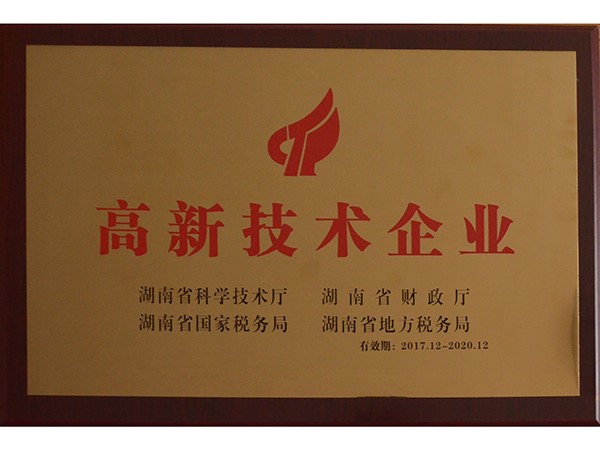 高新技术企业
湖南省科学技术厅 湖南省财政厅
湖南省国家税务局 湖南省地方税务局
有效期：2017.12-2020.12